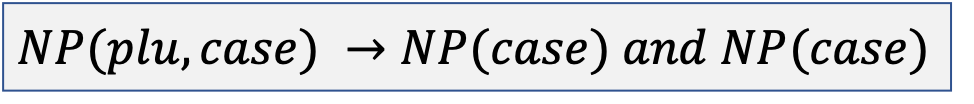 NP(plu, case) → NP(case) and NP(case)